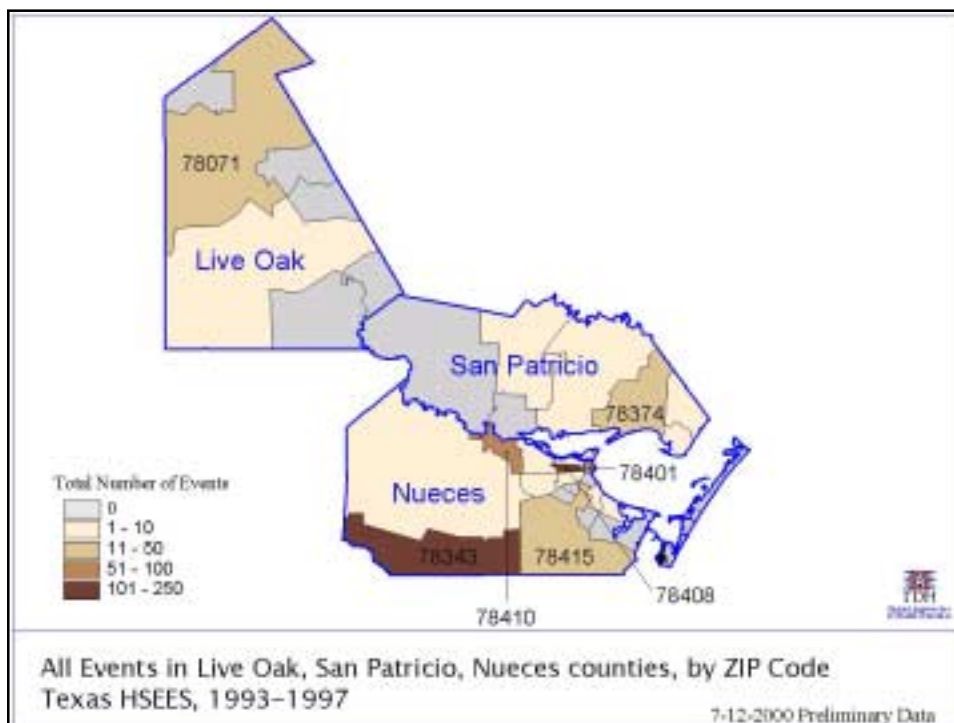 78071
Live Oak
San Patricio
78374
78401
Total Number of Events
0
1 - 10
11 - 50
51 - 100
101 - 250
Nueces
78343
78415
78408
78410
TDH
All Events in Live Oak, San Patricio, Nueces counties, by ZIP Code
Texas HSEES, 1993-1997
7-12-2000 Preliminary Data